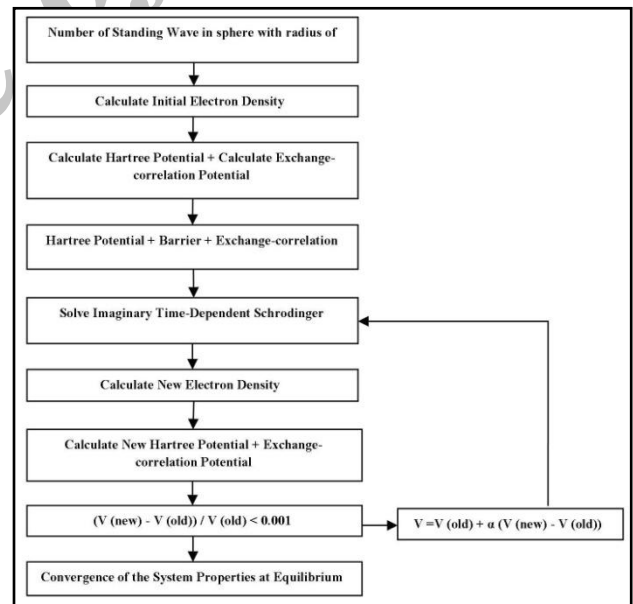 Number of Standing Wave in sphere with radius of
Calculate Initial Electron Density
Calculate Hartree Potential + Calculate Exchange-
correlation Potential
Hartree Potential + Barrier + Exchange-correlation
Solve Imaginary Time-Dependent Schrodinger
Calculate New Electron Density
Calculate New Hartree Potential + Exchange-
correlation Potential
(V (new) - V (old)) / V (old) < 0.001
V =V (old) + α (V (new) - V (old))
Convergence of the System Properties at Equilibrium